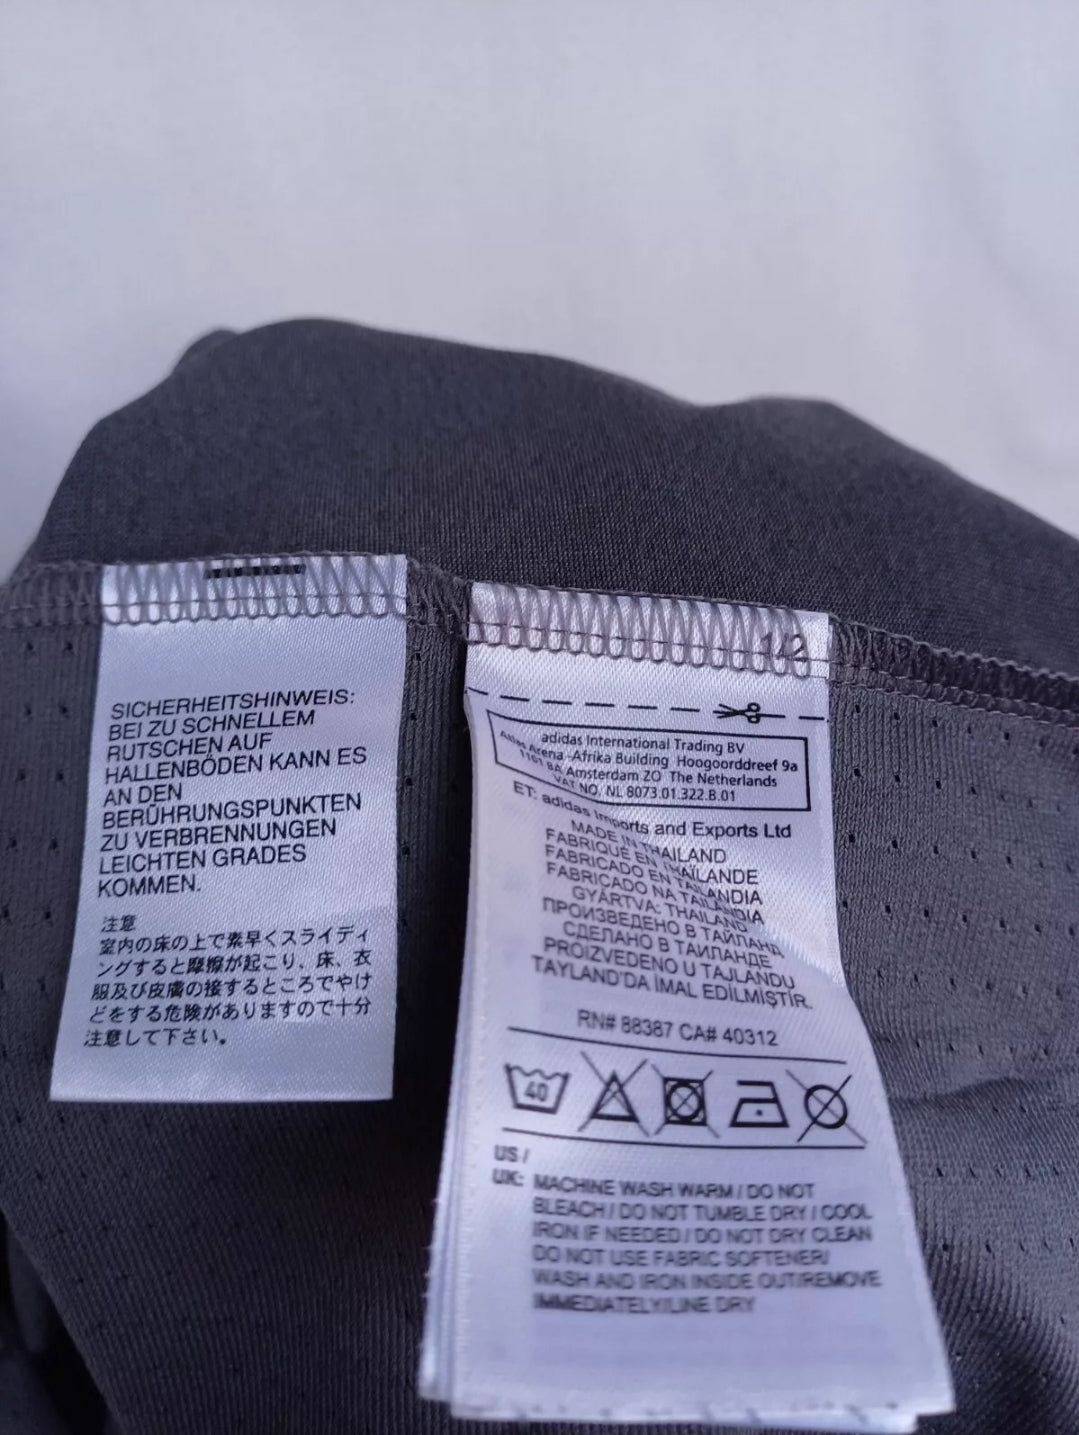 SICHERHEITSHINWEIS:
BEI ZU SCHNELLEM
RUTSCHEN AUF
HALLENBÖDEN KANN ES
AN DEN
BERÜHRUNGSPUNKTEN
ZU VERBRENNUNGEN
LEICHTEN GRADES
KOMMEN.
注意
室内の床の上で素早くスライディ
ングすると摩擦が起こり、床、衣
服及び皮膚の接するところでやけ
どをする危険がありますので十分
注意して下さい。
1/2
adidas International Trading BV
Atlas Arena -Afrika Building Hoogoorddreef 9a
1101 BA Amsterdam ZO The Netherlands
VAT NO. NL 8073.01.322.B.01
ET: adidas Imports and Exports Ltd
MADE IN THAILAND
FABRIQUÉ EN THAÏLANDE
FABRICADO EN TAILANDIA
FABRICADO NA TAILÂNDIA
GYÁRTVA: THAILAND
ПРОИЗВЕДЕНО В ТАЙЛАНД
СДЕЛАНО В ТАИЛАНДЕ
PROIZVEDENO U TAJLANDU
TAYLAND'DA İMAL EDİLMİŞTİR.
RN# 88387 CA# 40312
40
US /
UK: MACHINE WASH WARM / DO NOT
BLEACH / DO NOT TUMBLE DRY / COOL
IRON IF NEEDED / DO NOT DRY CLEAN
DO NOT USE FABRIC SOFTENER/
WASH AND IRON INSIDE OUT/REMOVE
IMMEDIATELY/LINE DRY